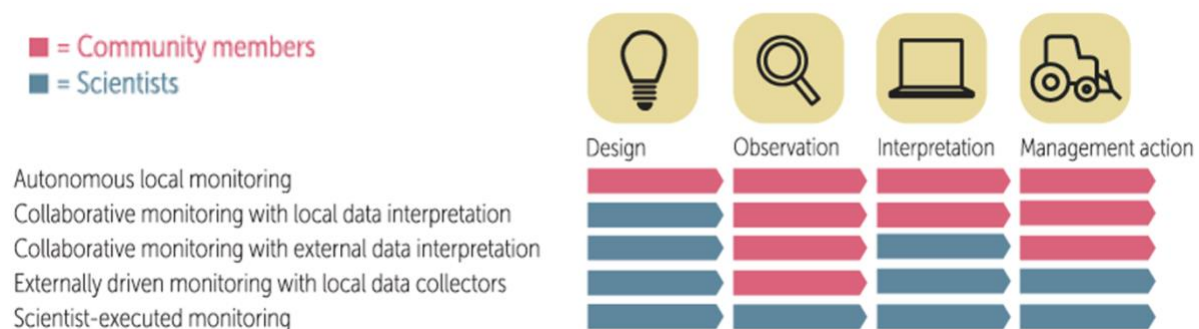 = Community members
= Scientists
Design Observation Interpretation Management action
Autonomous local monitoring
Collaborative monitoring with local data interpretation
Collaborative monitoring with external data interpretation
Externally driven monitoring with local data collectors
Scientist-executed monitoring